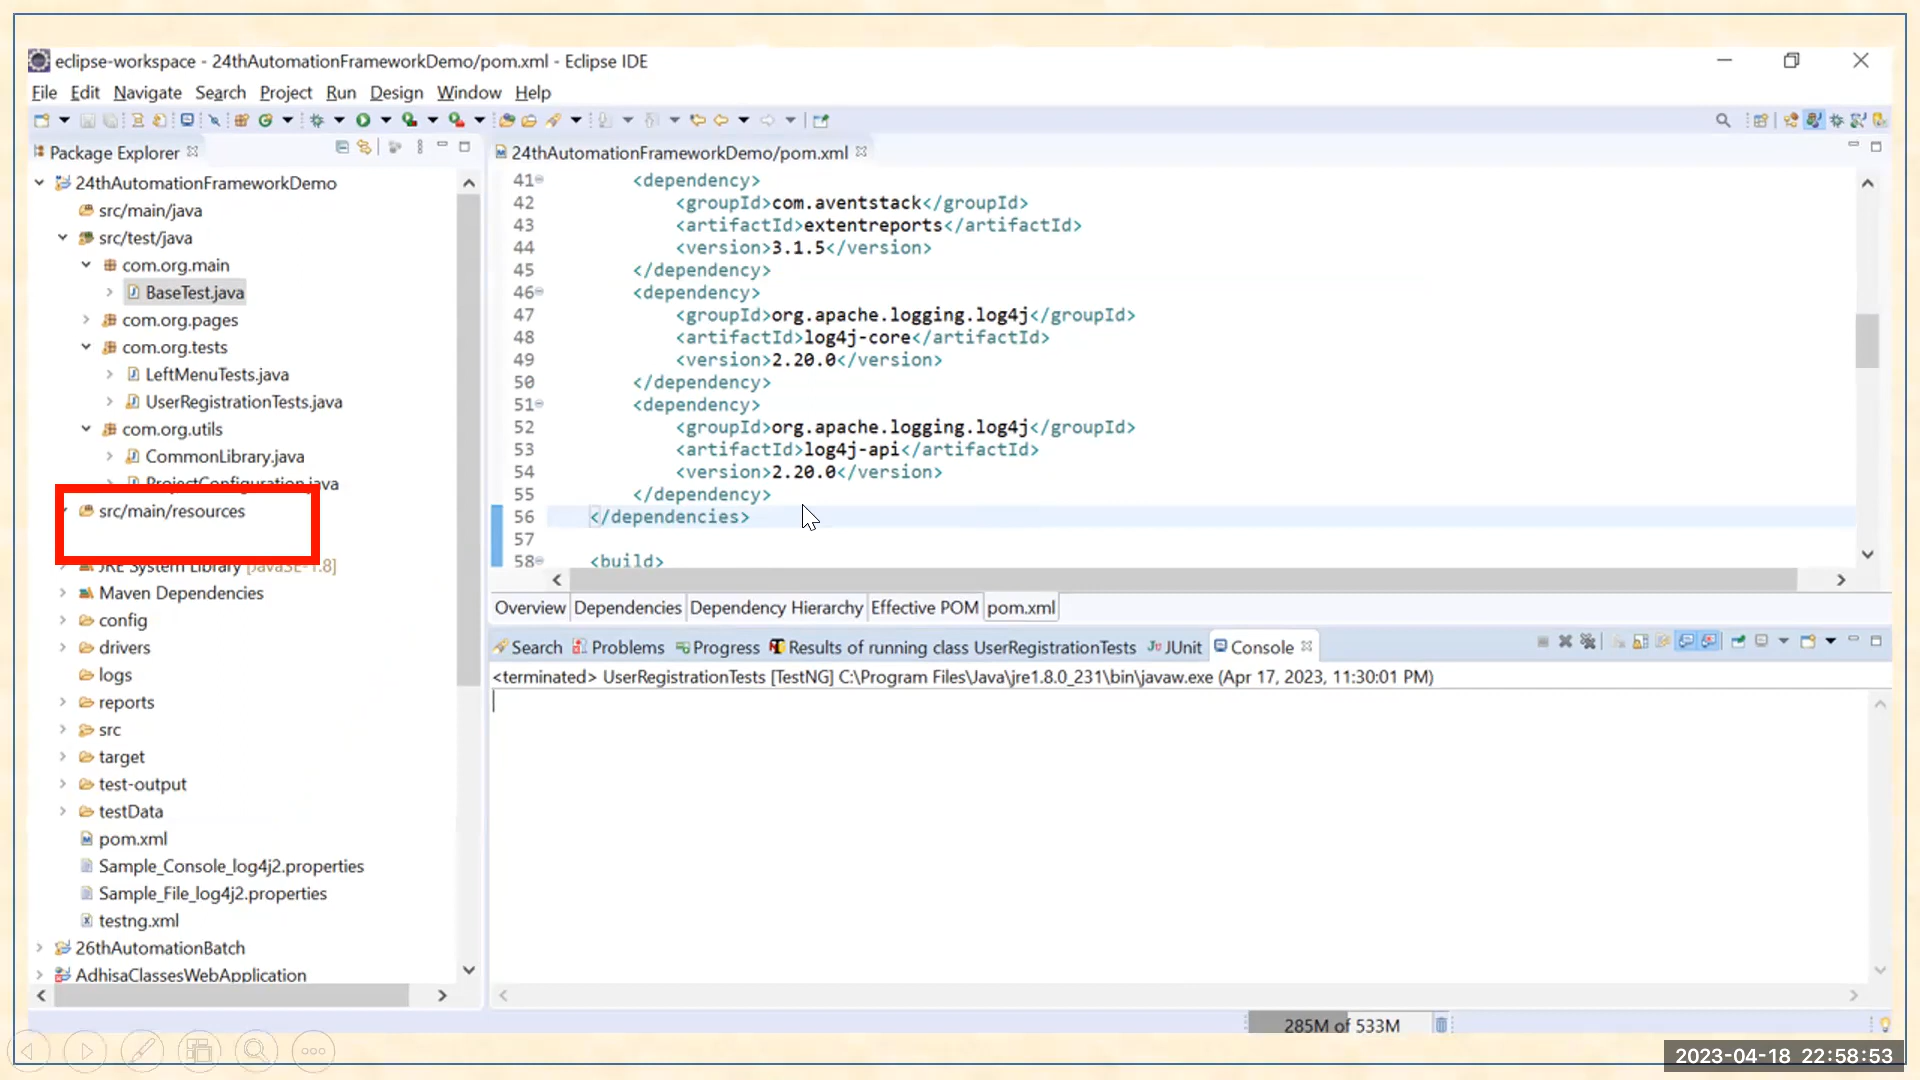 eclipse-workspace - 24thAutomationFrameworkDemo/pom.xml - Eclipse IDE
File Edit Navigate Search Project Run Design Window Help
Package Explorer
24thAutomationFrameworkDemo
src/main/java
src/test/java
com.org.main
BaseTest.java
com.org.pages
com.org.tests
LeftMenuTests.java
UserRegistrationTests.java
com.org.utils
CommonLibrary.java
ProjectConfiguration.java
src/main/resources
JRE System Library [JavaSE-1.8]
Maven Dependencies
config
drivers
logs
reports
src
target
test-output
testData
pom.xml
Sample_Console_log4j2.properties
Sample_File_log4j2.properties
testng.xml
26thAutomationBatch
AdhisaClassesWebApplication
24thAutomationFrameworkDemo/pom.xml
41 <dependency>
42 <groupId>com.aventstack</groupId>
43 <artifactId>extentreports</artifactId>
44 <version>3.1.5</version>
45 </dependency>
46 <dependency>
47 <groupId>org.apache.logging.log4j</groupId>
48 <artifactId>log4j-core</artifactId>
49 <version>2.20.0</version>
50 </dependency>
51 <dependency>
52 <groupId>org.apache.logging.log4j</groupId>
53 <artifactId>log4j-api</artifactId>
54 <version>2.20.0</version>
55 </dependency>
56 </dependencies>
57
58 <build>
Overview Dependencies Dependency Hierarchy Effective POM pom.xml
Search Problems Progress Results of running class UserRegistrationTests JUnit Console
<terminated> UserRegistrationTests [TestNG] C:\Program Files\Java\jre1.8.0_231\bin\javaw.exe (Apr 17, 2023, 11:30:01 PM)
285M of 533M
2023-04-18 22:58:53